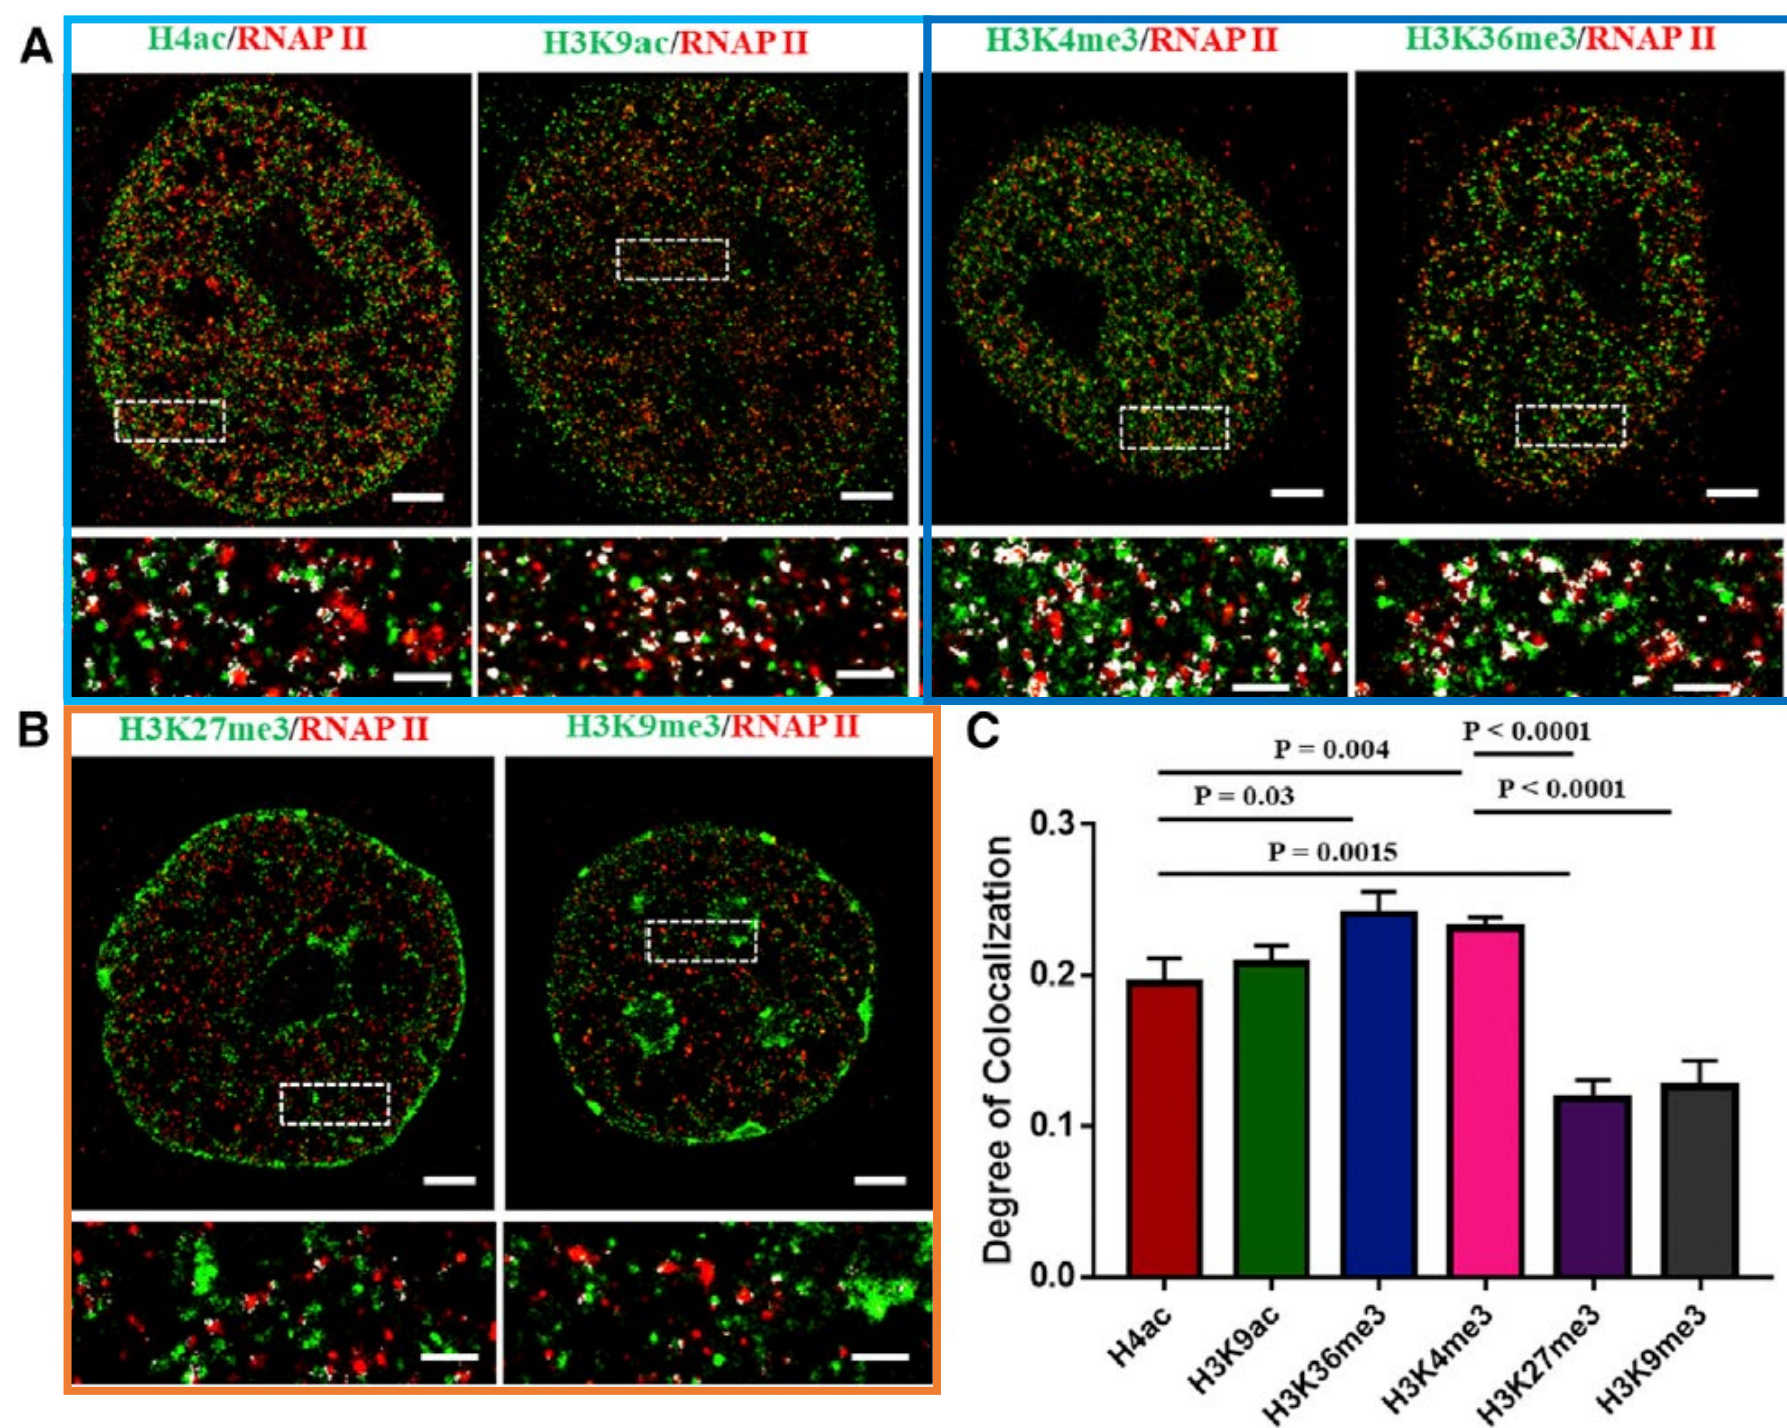 A
H4ac/RNAP II
H3K9ac/RNAP II
H3K4me3/RNAP II
H3K36me3/RNAP II
B
H3K27me3/RNAP II
H3K9me3/RNAP II
C
P < 0.0001
P = 0.004
P < 0.0001
P = 0.03
P = 0.0015
Degree of Colocalization
0.3
0.2
0.1
0.0
H4ac
H3K9ac
H3K36me3
H3K4me3
H3K27me3
H3K9me3